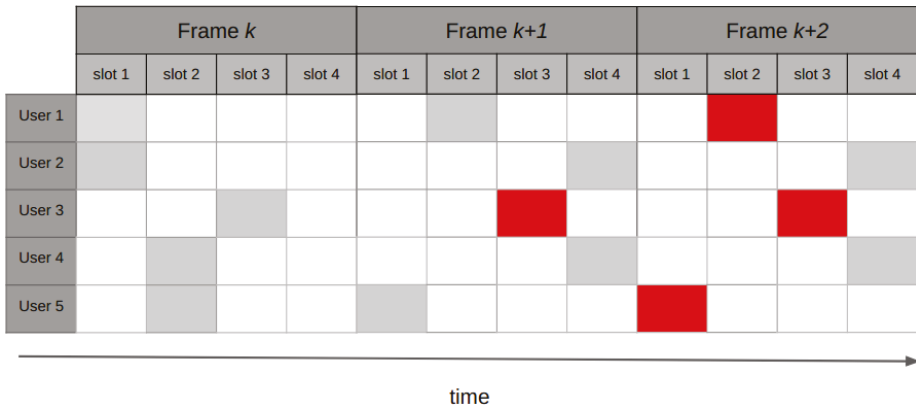 Frame k Frame k+1 Frame k+2
slot 1 slot 2 slot 3 slot 4 slot 1 slot 2 slot 3 slot 4 slot 1 slot 2 slot 3 slot 4
User 1
User 2
User 3
User 4
User 5
time